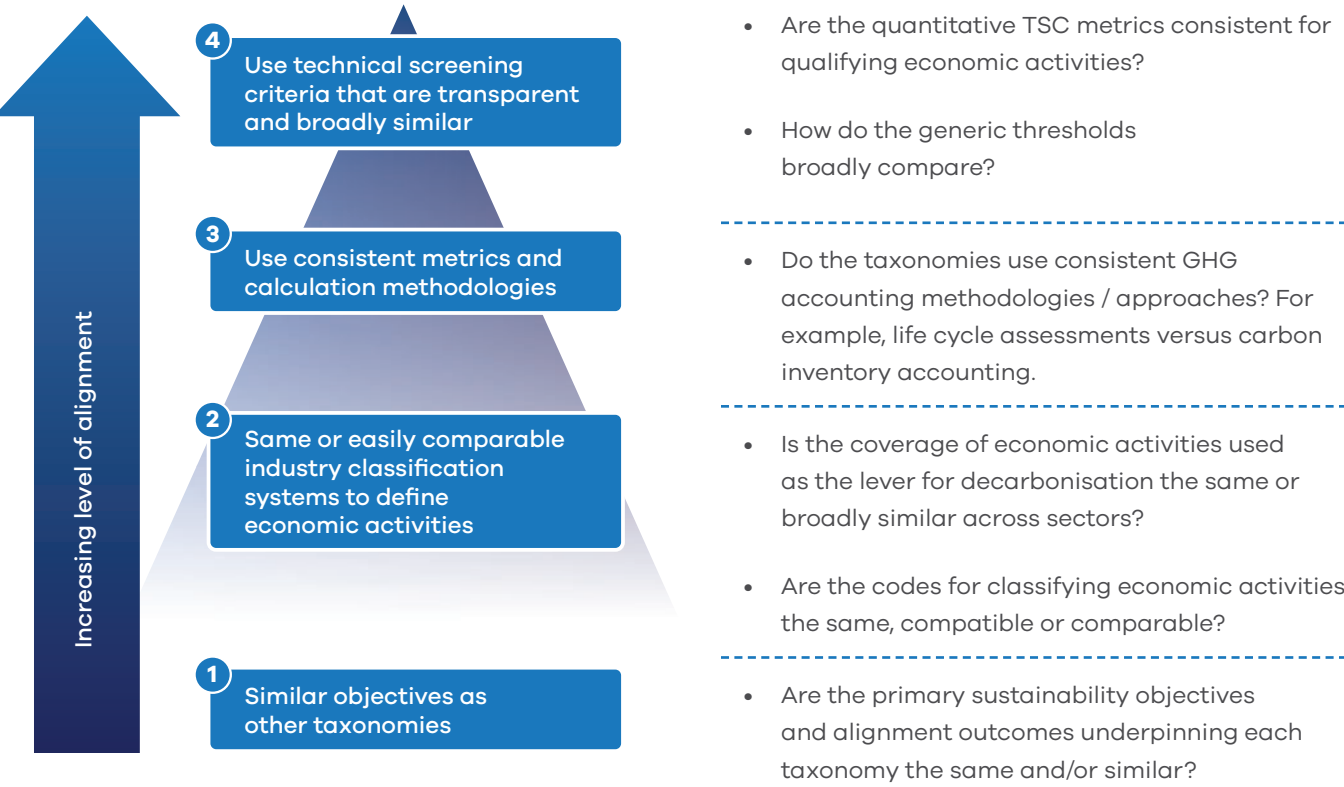 Increasing level of alignment
4
Use technical screening
criteria that are transparent
and broadly similar
• Are the quantitative TSC metrics consistent for
qualifying economic activities?
• How do the generic thresholds
broadly compare?
3
Use consistent metrics and
calculation methodologies
• Do the taxonomies use consistent GHG
accounting methodologies / approaches? For
example, life cycle assessments versus carbon
inventory accounting.
2
Same or easily comparable
industry classification
systems to define
economic activities
• Is the coverage of economic activities used
as the lever for decarbonisation the same or
broadly similar across sectors?
• Are the codes for classifying economic activities
the same, compatible or comparable?
1
Similar objectives as
other taxonomies
• Are the primary sustainability objectives
and alignment outcomes underpinning each
taxonomy the same and/or similar?